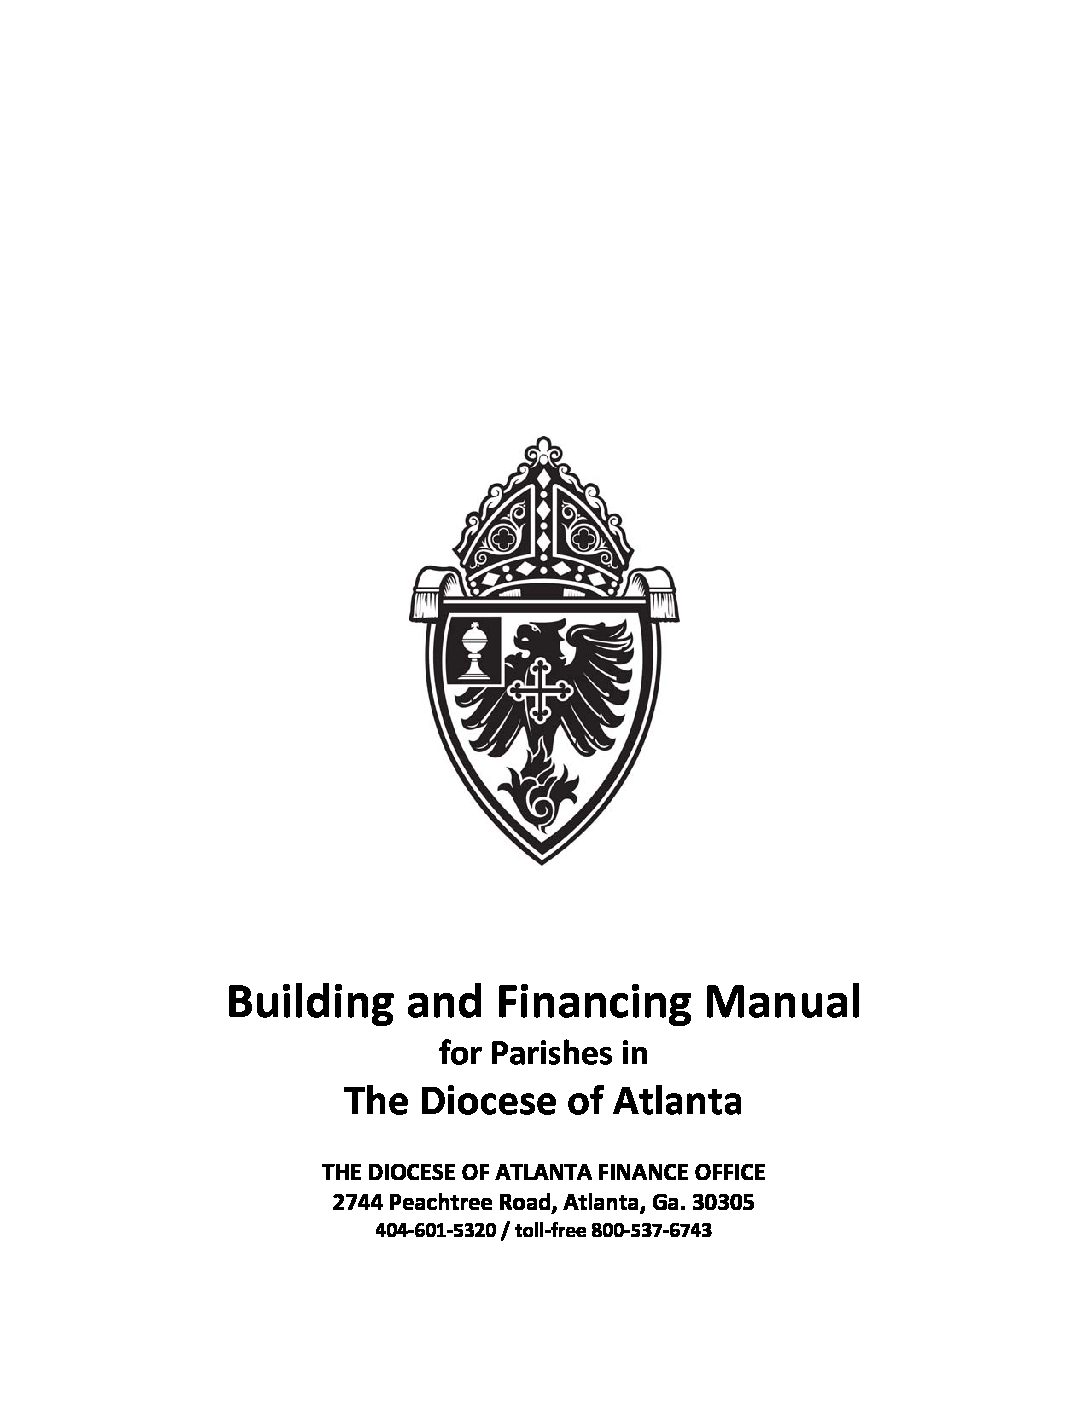 Building and Financing Manual
for Parishes in
The Diocese of Atlanta
THE DIOCESE OF ATLANTA FINANCE OFFICE
2744 Peachtree Road, Atlanta, Ga. 30305
404-601-5320 / toll-free 800-537-6743